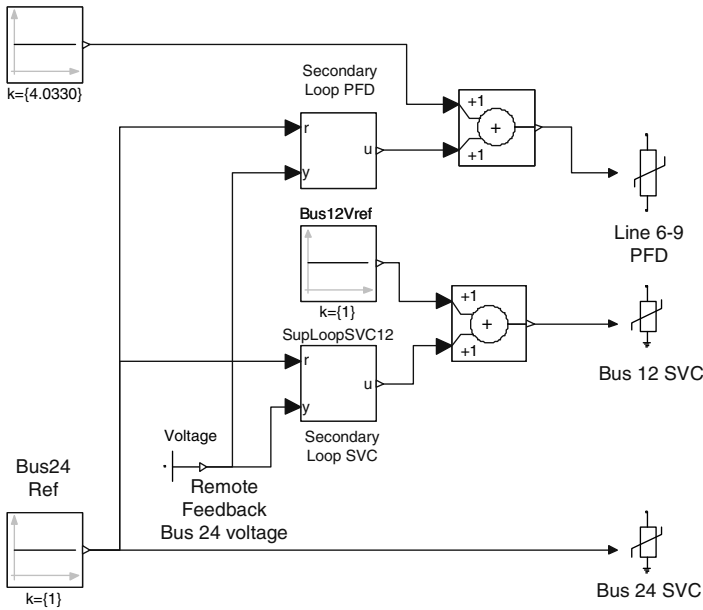 k={4.0330}
Secondary
Loop PFD
r
u
y
+1
+
+1
Line 6-9
PFD
Bus12Vref
k={1}
+1
+
+1
Bus 12 SVC
SupLoopSVC12
r
u
y
Secondary
Loop SVC
Voltage
Remote
Feedback
Bus 24 voltage
Bus24
Ref
k={1}
Bus 24 SVC